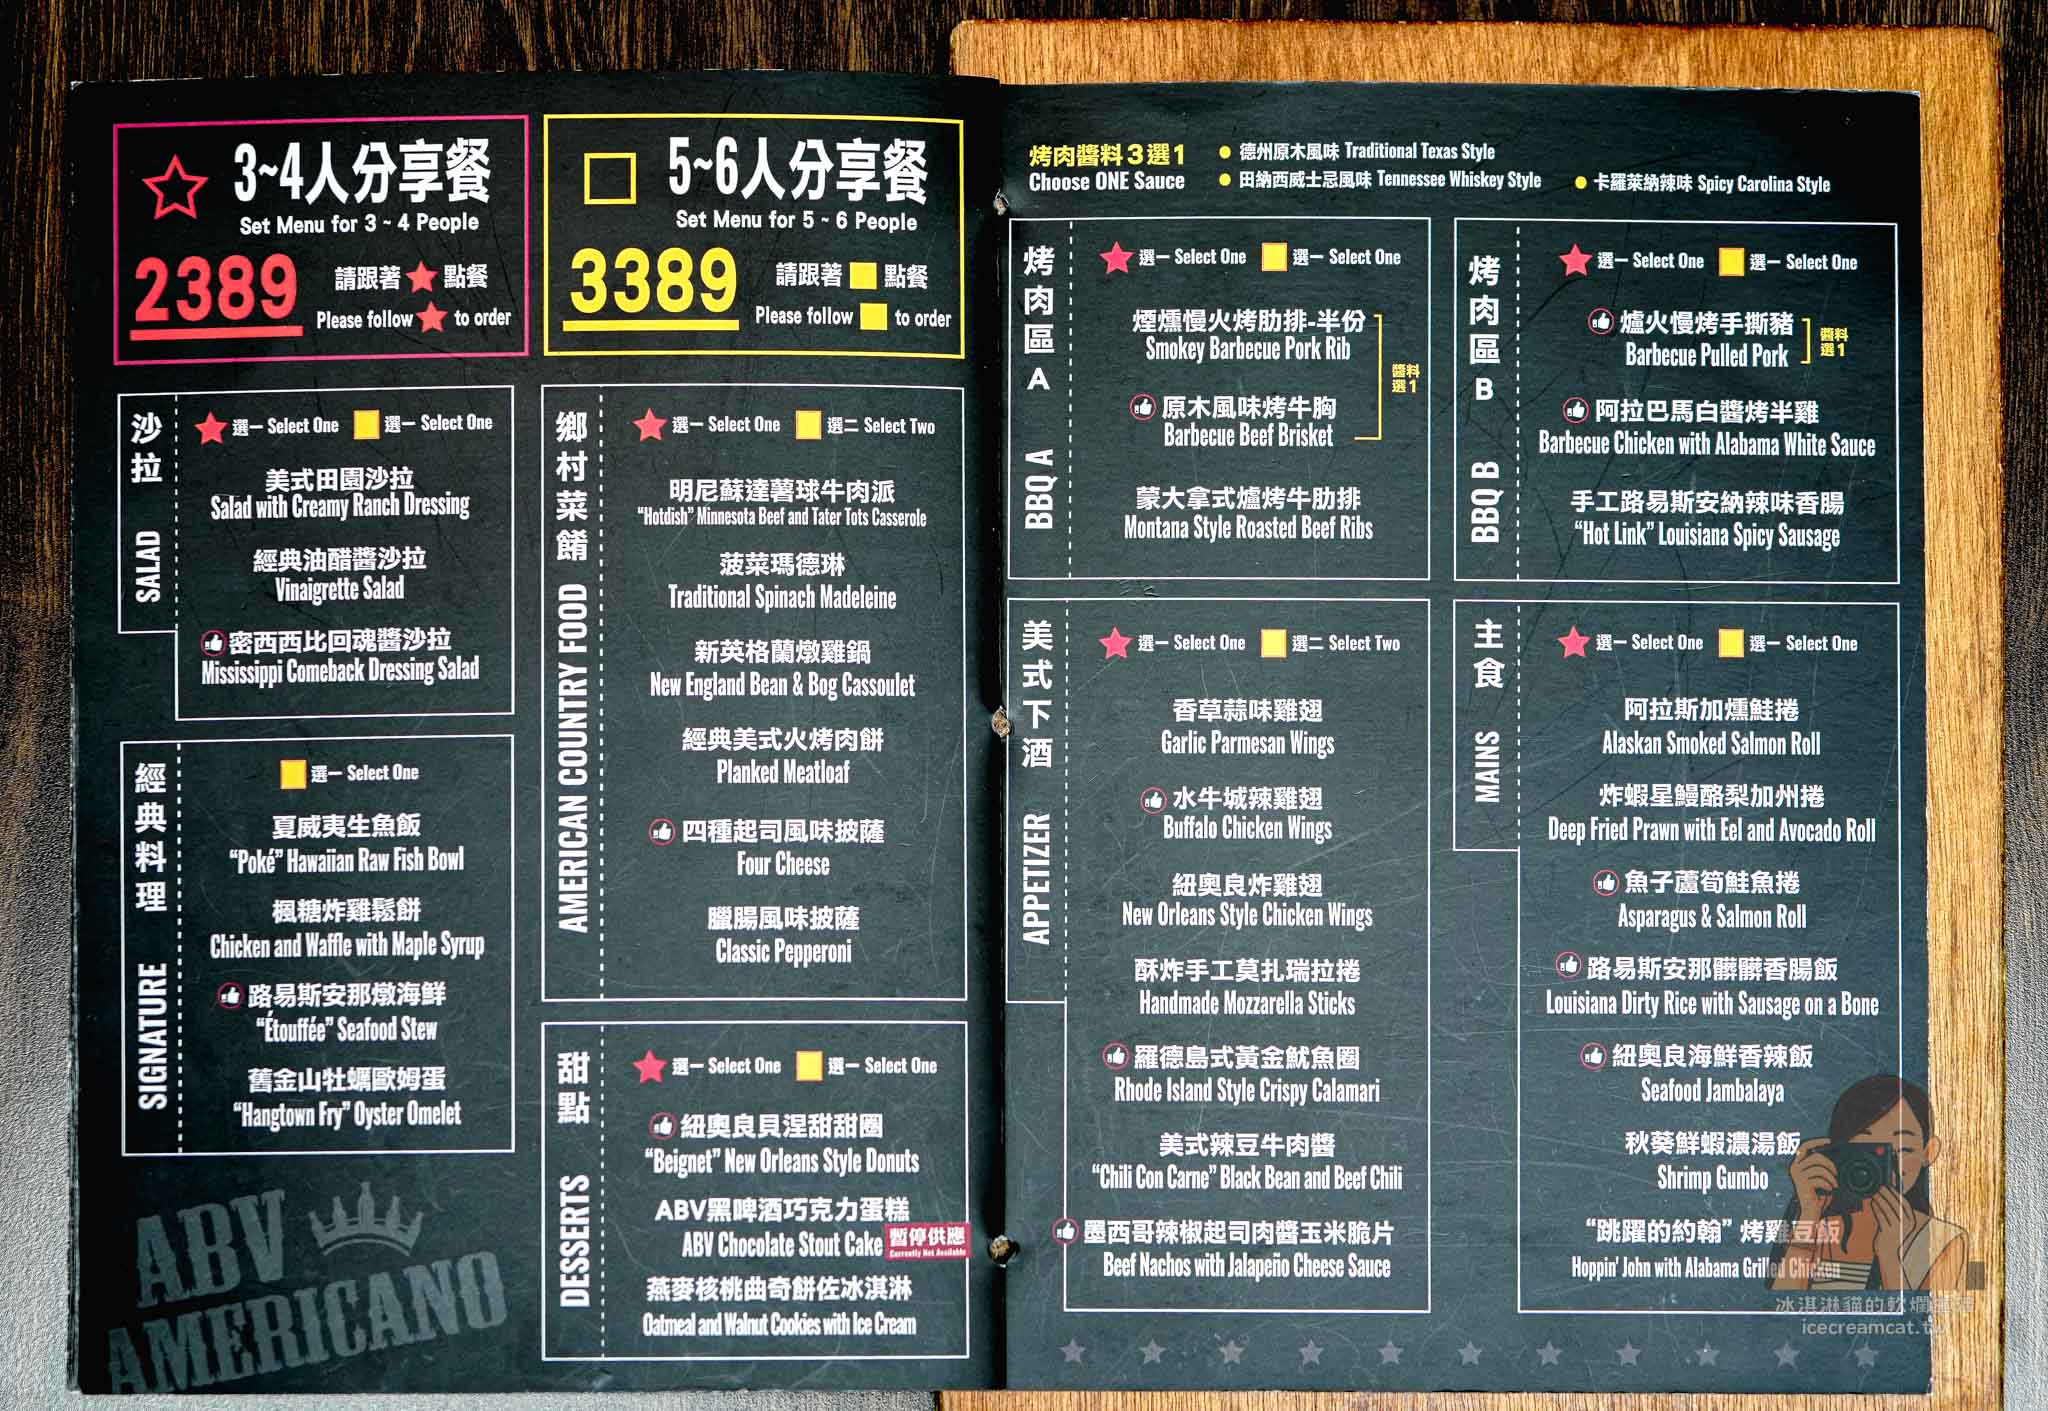 3~4人分享餐
Set Menu for 3 ~ 4 People
2389
請跟著 點餐
Please follow to order
5~6人分享餐
Set Menu for 5 ~ 6 People
3389
請跟著 點餐
Please follow to order
沙拉 SALAD
選一 Select One 選一 Select One
美式田園沙拉
Salad with Creamy Ranch Dressing
經典油醋醬沙拉
Vinaigrette Salad
密西西比回魂醬沙拉
Mississippi Comeback Dressing Salad
經典料理 SIGNATURE
選一 Select One
夏威夷生魚飯
“Poké” Hawaiian Raw Fish Bowl
楓糖炸雞鬆餅
Chicken and Waffle with Maple Syrup
路易斯安那燉海鮮
“Étouffée” Seafood Stew
舊金山牡蠣歐姆蛋
“Hangtown Fry” Oyster Omelet
ABV
AMERICANO
鄉村菜餚 AMERICAN COUNTRY FOOD
選一 Select One 選二 Select Two
明尼蘇達薯球牛肉派
“Hotdish” Minnesota Beef and Tater Tots Casserole
菠菜瑪德琳
Traditional Spinach Madeleine
新英格蘭燉雞鍋
New England Bean & Bog Cassoulet
經典美式火烤肉餅
Planked Meatloaf
四種起司風味披薩
Four Cheese
臘腸風味披薩
Classic Pepperoni
甜點 DESSERTS
選一 Select One 選一 Select One
紐奧良貝涅甜甜圈
“Beignet” New Orleans Style Donuts
ABV黑啤酒巧克力蛋糕
ABV Chocolate Stout Cake
暫停供應
Currently Not Available
燕麥核桃曲奇餅佐冰淇淋
Oatmeal and Walnut Cookies with Ice Cream
烤肉醬料3選1
Choose ONE Sauce
德州原木風味 Traditional Texas Style
田納西威士忌風味 Tennessee Whiskey Style
卡羅萊納辣味 Spicy Carolina Style
烤肉區A BBQ A
選一 Select One 選一 Select One
煙燻慢火烤肋排-半份
Smokey Barbecue Pork Rib
原木風味烤牛胸
Barbecue Beef Brisket
醬料
選1
蒙大拿式爐烤牛肋排
Montana Style Roasted Beef Ribs
烤肉區B BBQ B
選一 Select One 選一 Select One
爐火慢烤手撕豬
Barbecue Pulled Pork
醬料
選1
阿拉巴馬白醬烤半雞
Barbecue Chicken with Alabama White Sauce
手工路易斯安納辣味香腸
“Hot Link” Louisiana Spicy Sausage
美式下酒 APPETIZER
選一 Select One 選二 Select Two
香草蒜味雞翅
Garlic Parmesan Wings
水牛城辣雞翅
Buffalo Chicken Wings
紐奧良炸雞翅
New Orleans Style Chicken Wings
酥炸手工莫扎瑞拉捲
Handmade Mozzarella Sticks
羅德島式黃金魷魚圈
Rhode Island Style Crispy Calamari
美式辣豆牛肉醬
“Chili Con Carne” Black Bean and Beef Chili
墨西哥辣椒起司肉醬玉米脆片
Beef Nachos with Jalapeño Cheese Sauce
主食 MAINS
選一 Select One 選一 Select One
阿拉斯加燻鮭捲
Alaskan Smoked Salmon Roll
炸蝦星鰻酪梨加州捲
Deep Fried Prawn with Eel and Avocado Roll
魚子蘆筍鮭魚捲
Asparagus & Salmon Roll
路易斯安那髒髒香腸飯
Louisiana Dirty Rice with Sausage on a Bone
紐奧良海鮮香辣飯
Seafood Jambalaya
秋葵鮮蝦濃湯飯
Shrimp Gumbo
“跳躍的約翰” 烤雞豆飯
Hoppin' John with Alabama Grilled Chicken
冰淇淋貓的軟爛
icecreamcat.tw